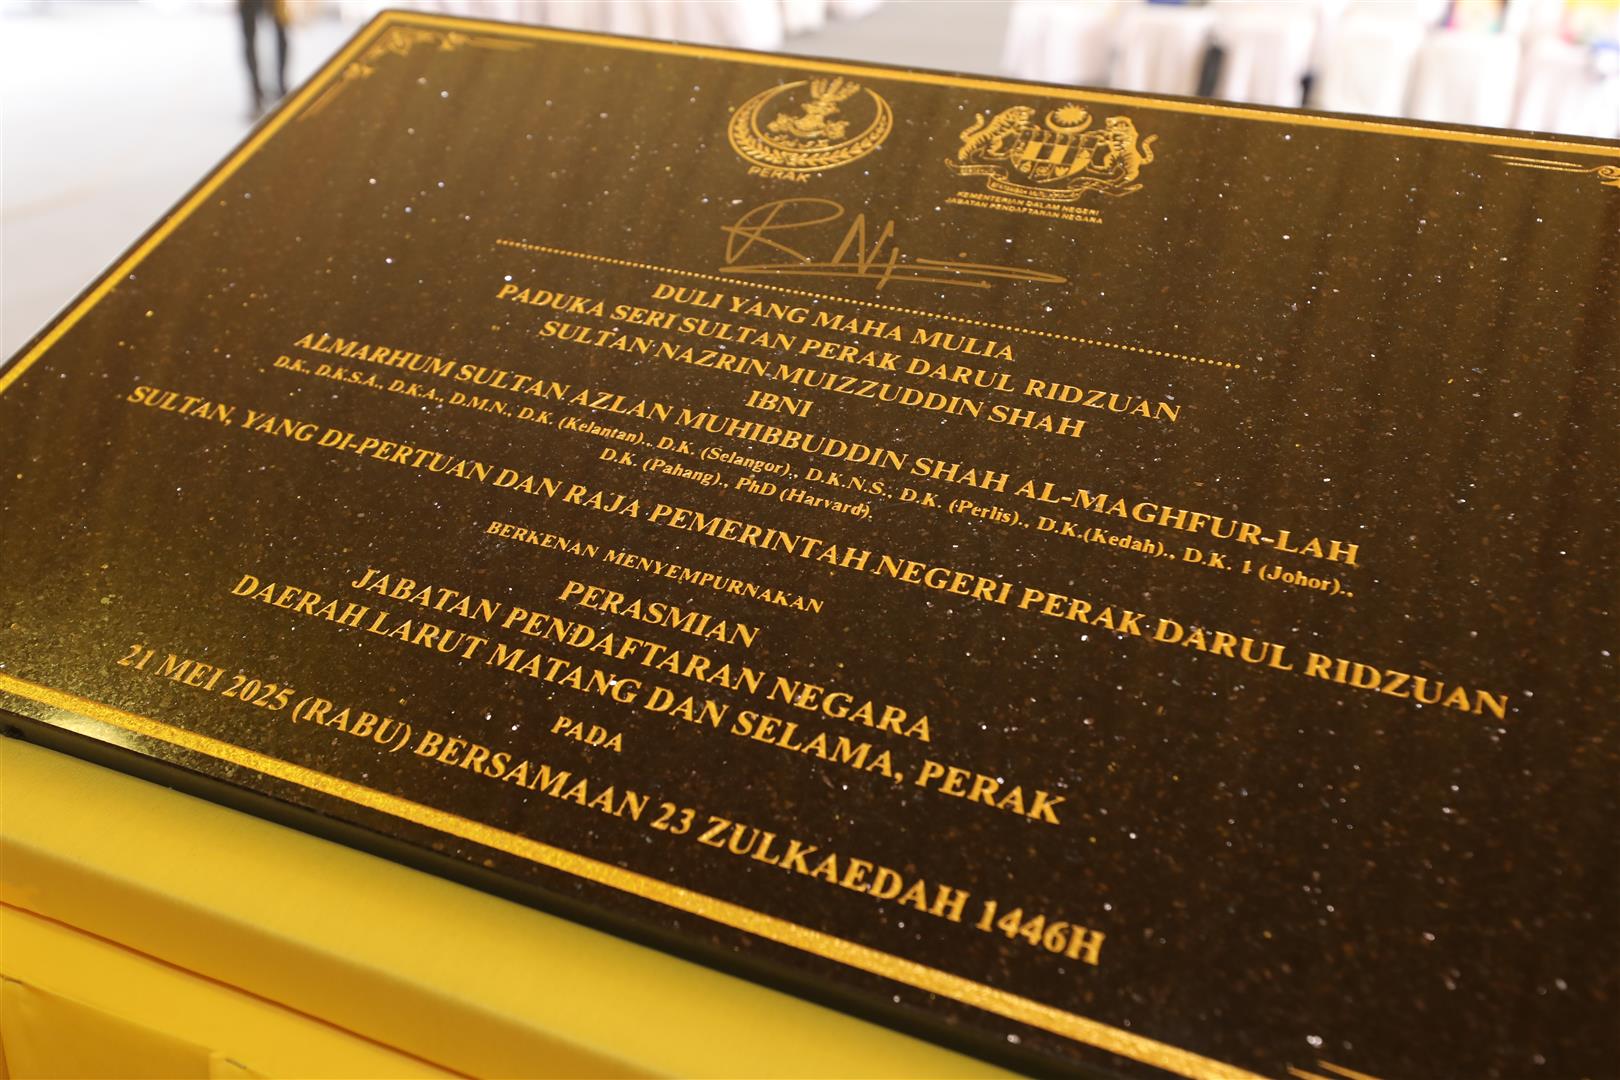 PERAK
KEMENTERIAN DALAM NEGERI
JABATAN PENDAFTARAN NEGARA
DULI YANG MAHA MULIA
PADUKA SERI SULTAN PERAK DARUL RIDZUAN
SULTAN NAZRIN MUIZZUDDIN SHAH
IBNI
ALMARHUM SULTAN AZLAN MUHIBBUDDIN SHAH AL-MAGHFUR-LAH
D.K., D.K.S.A., D.K.A., D.M.N., D.K. (Kelantan)., D.K. (Selangor)., D.K.N.S., D.K. (Perlis)., D.K.(Kedah)., D.K. 1 (Johor)..
D.K. (Pahang)., PhD (Harvard).
SULTAN, YANG DI-PERTUAN DAN RAJA PEMERINTAH NEGERI PERAK DARUL RIDZUAN
BERKENAN MENYEMPURNAKAN
PERASMIAN
JABATAN PENDAFTARAN NEGARA
DAERAH LARUT MATANG DAN SELAMA, PERAK
PADA
21 MEI 2025 (RABU) BERSAMAAN 23 ZULKAEDAH 1446H